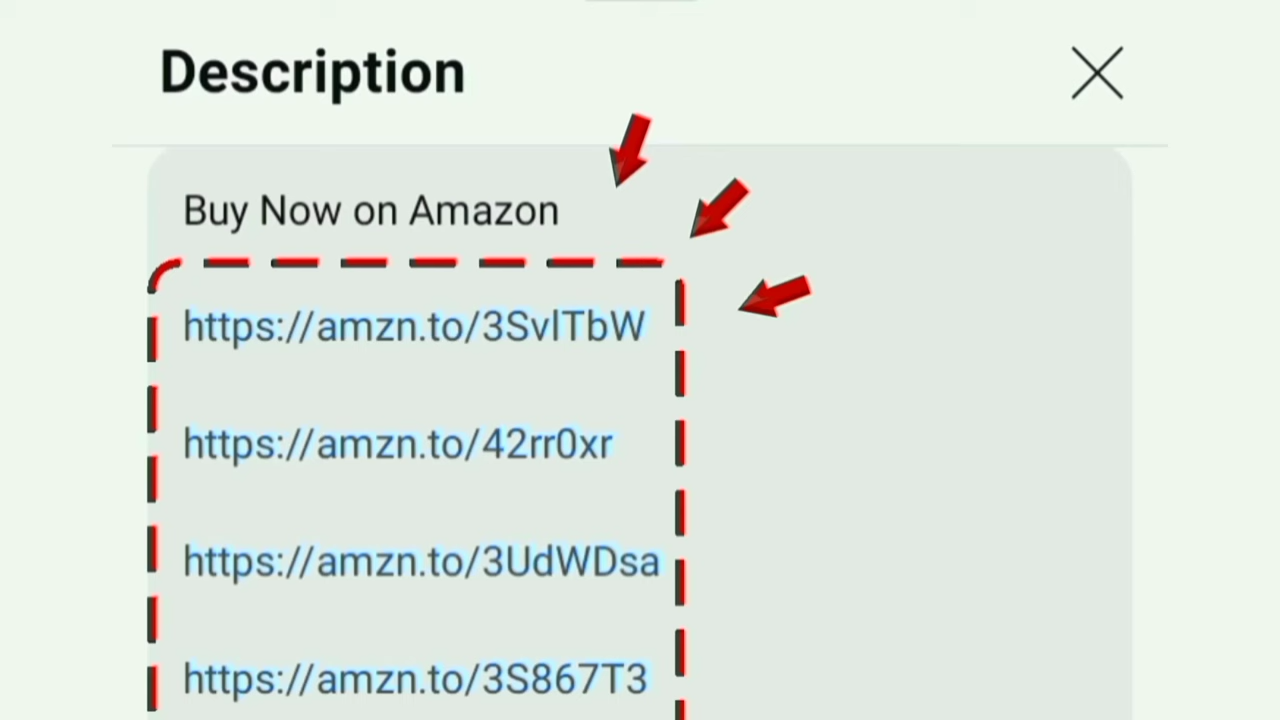 Description
Buy Now on Amazon
https://amzn.to/3SvlTbW
https://amzn.to/42rr0xr
https://amzn.to/3UdWDsa
https://amzn.to/3S867T3